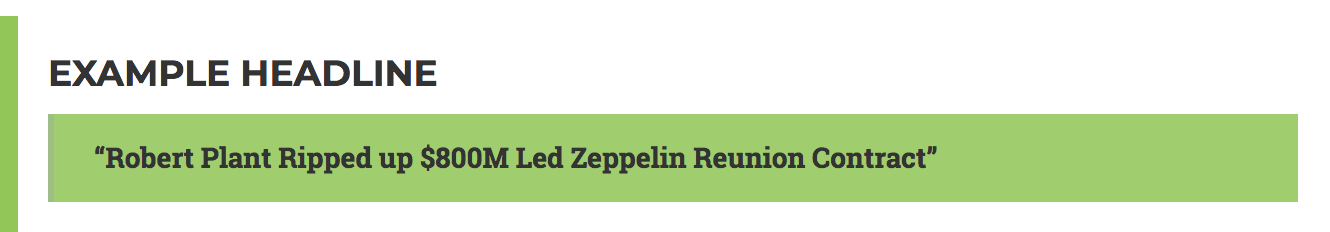 EXAMPLE HEADLINE
“Robert Plant Ripped up $800M Led Zeppelin Reunion Contract”